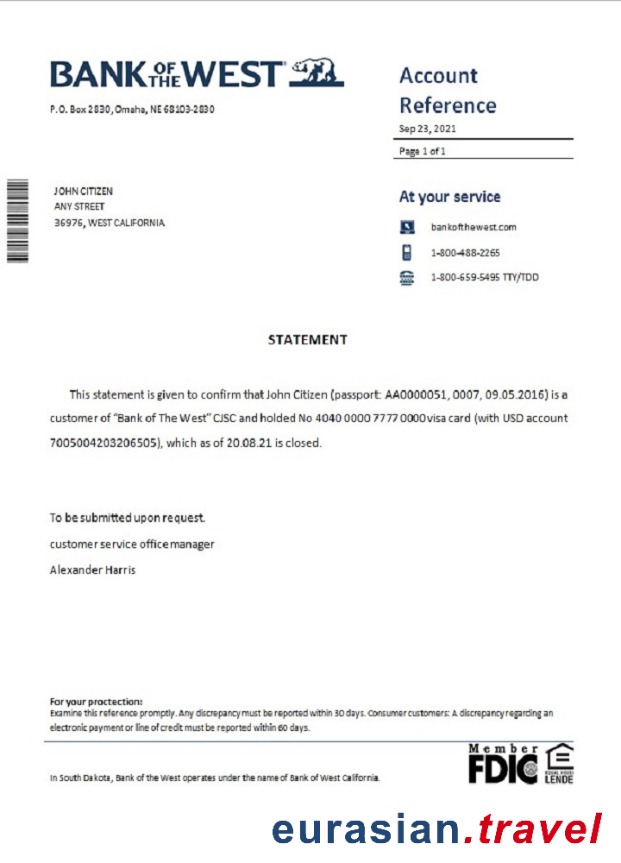 BANK OF THE WEST
P.O. Box 2830, Omaha, NE 68103-2830
Account
Reference
Sep 23, 2021
Page 1 of 1
JOHN CITIZEN
ANY STREET
36976, WEST CALIFORNIA
At your service
bankofthewest.com
1-800-488-2265
1-800-659-5495 TTY/TDD
STATEMENT
This statement is given to confirm that John Citizen (passport: AA0000051, 0007, 09.05.2016) is a
customer of "Bank of The West" CJSC and holded No 4040 0000 7777 0000 visa card (with USD account
7005004203206505), which as of 20.08.21 is closed.
To be submitted upon request.
customer service office manager
Alexander Harris
For your proctection:
Examine this reference promptly. Any discrepancy must be reported within 30 days. Consumer customers: A discrepancy regarding an
electronic payment or line of credit must be reported within 60 days.
Member
FDIC
EQUAL HOUSI
LENDE
In South Dakota, Bank of the West operates under the name of Bank of West California.
eurasian.travel